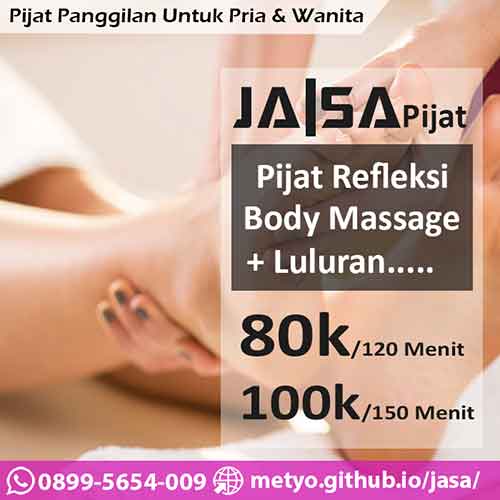 Pijat Panggilan Untuk Pria & Wanita
JA|SA Pijat
Pijat Refleksi
Body Massage
+ Luluran.....
80k/120 Menit
100k/150 Menit
0899-5654-009 metyo.github.io/jasa/